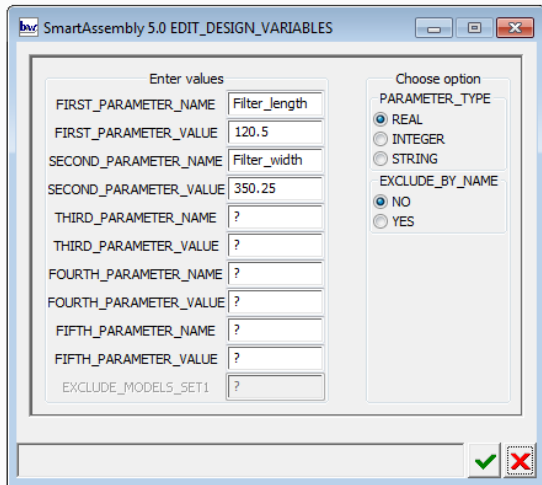 bw SmartAssembly 5.0 EDIT_DESIGN_VARIABLES
Enter values
FIRST_PARAMETER_NAME Filter_length
FIRST_PARAMETER_VALUE 120.5
SECOND_PARAMETER_NAME Filter_width
SECOND_PARAMETER_VALUE 350.25
THIRD_PARAMETER_NAME ?
THIRD_PARAMETER_VALUE ?
FOURTH_PARAMETER_NAME ?
FOURTH_PARAMETER_VALUE ?
FIFTH_PARAMETER_NAME ?
FIFTH_PARAMETER_VALUE ?
EXCLUDE_MODELS_SET1 ?
Choose option
PARAMETER_TYPE
REAL
INTEGER
STRING
EXCLUDE_BY_NAME
NO
YES